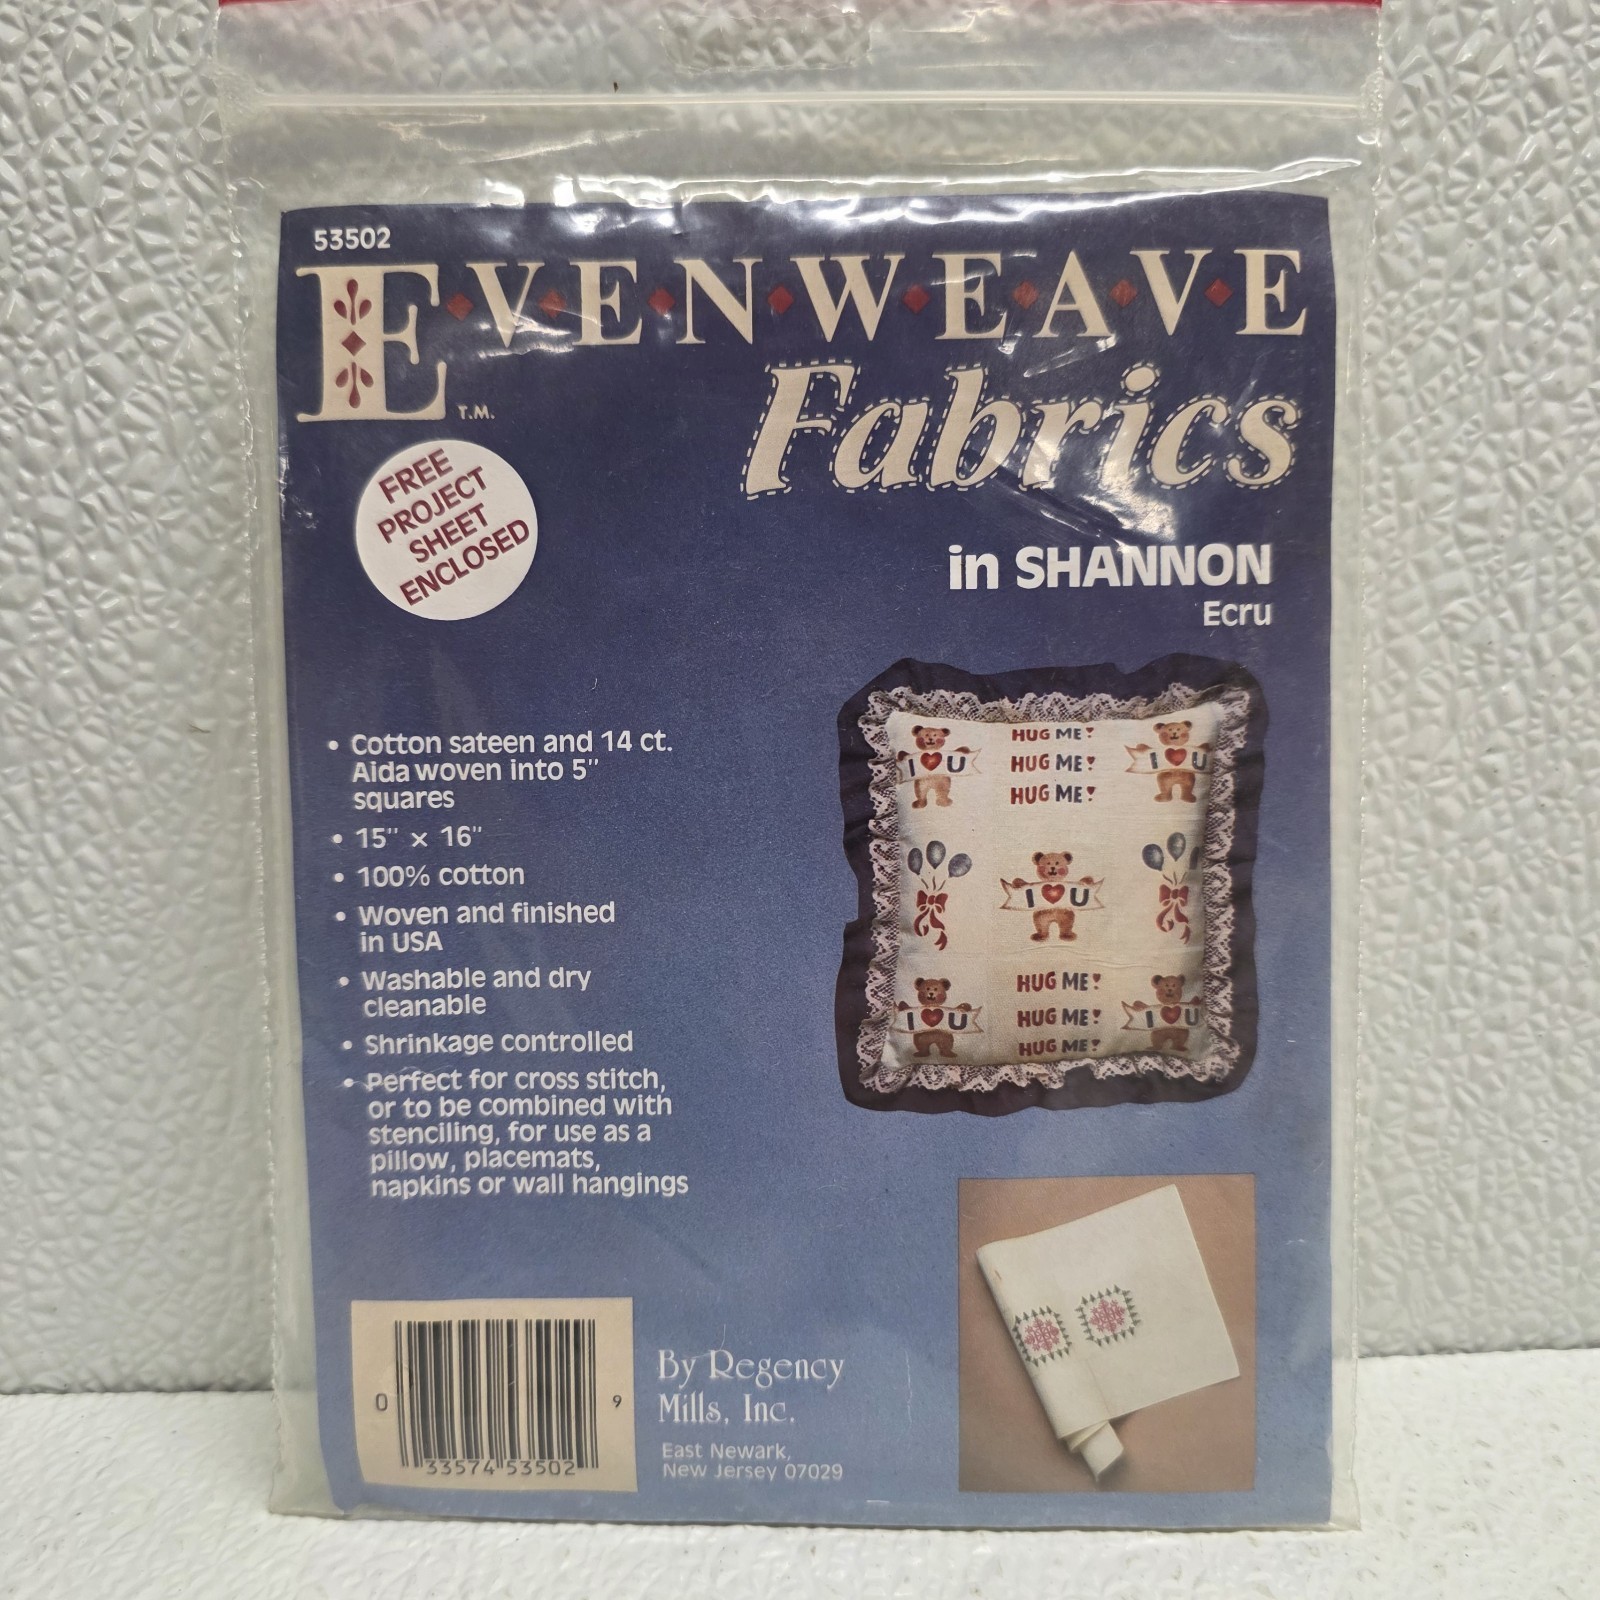 53502
EVENWEAVE
T.M.
Fabrics
FREE
PROJECT
SHEET
ENCLOSED
in SHANNON
Ecru
• Cotton sateen and 14 ct.
Aida woven into 5"
squares
• 15" x 16"
• 100% cotton
• Woven and finished
in USA
• Washable and dry
cleanable
• Shrinkage controlled
• Perfect for cross stitch,
or to be combined with
stenciling, for use as a
pillow, placemats,
napkins or wall hangings
I ♥ U HUG ME! I ♥ U
HUG ME!
HUG ME!
I ♥ U
HUG ME!
I ♥ U HUG ME! I ♥ U
HUG ME!
0 33574 53502 9
By Regency
Mills, Inc.
East Newark,
New Jersey 07029